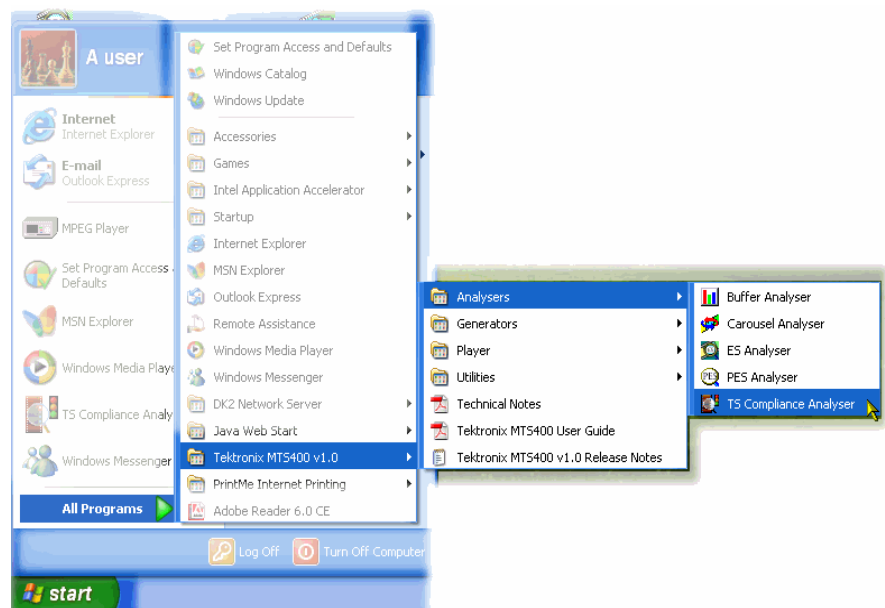 A user
Internet
Internet Explorer
E-mail
Outlook Express
MPEG Player
Set Program Access
Defaults
MSN Explorer
Windows Media Playe
TS Compliance Analy
Windows Messenger
All Programs
Set Program Access and Defaults
Windows Catalog
Windows Update
Accessories
Games
Intel Application Accelerator
Startup
Internet Explorer
MSN Explorer
Outlook Express
Remote Assistance
Windows Media Player
Windows Messenger
DK2 Network Server
Java Web Start
Tektronix MTS400 v1.0
PrintMe Internet Printing
Adobe Reader 6.0 CE
Analysers
Generators
Player
Utilities
Technical Notes
Tektronix MTS400 User Guide
Tektronix MTS400 v1.0 Release Notes
Buffer Analyser
Carousel Analyser
ES Analyser
PES Analyser
TS Compliance Analyser
Log Off
Turn Off Computer
start